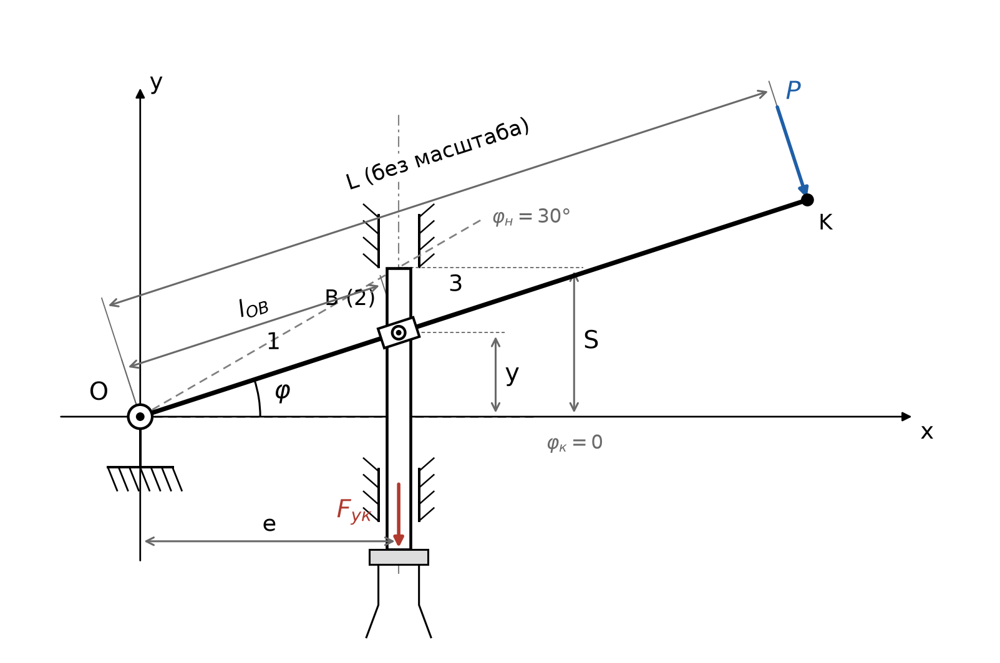 y
P
L (без масштаба)
φн = 30°
K
3
B (2)
lOB
1
S
y
O
φ
x
φк = 0
Fук
e